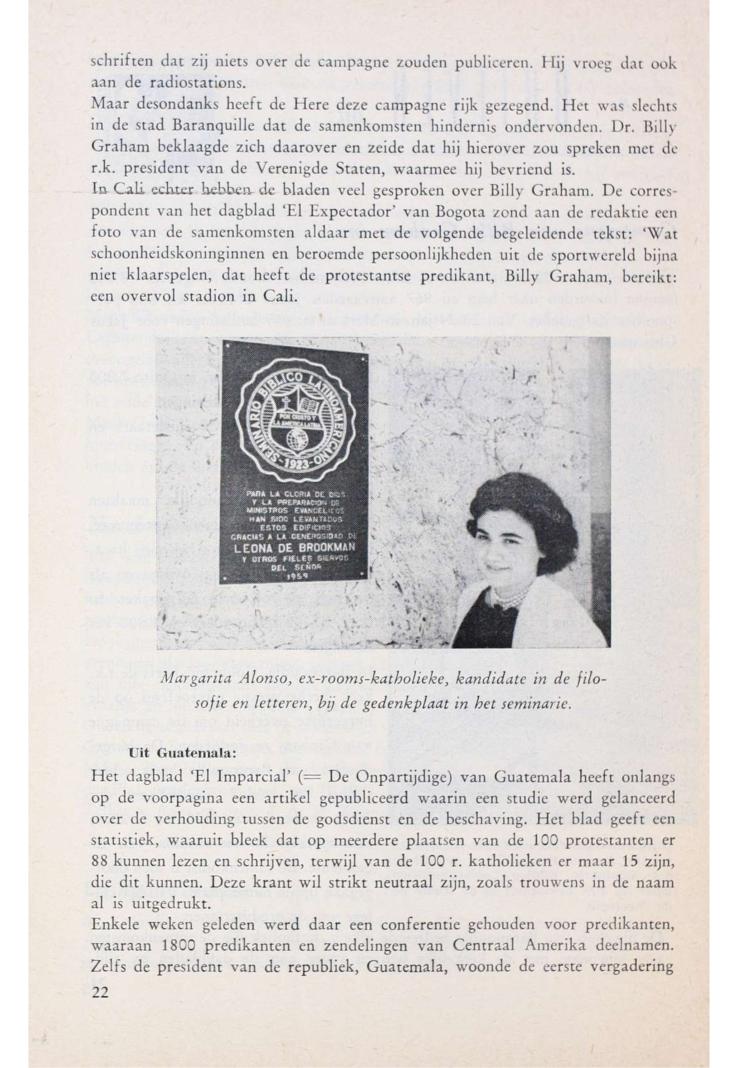 schriften dat zij niets over de campagne zouden publiceren. Hij vroeg dat ook
aan de radiostations.
Maar desondanks heeft de Here deze campagne rijk gezegend. Het was slechts
in de stad Baranquille dat de samenkomsten hindernis ondervonden. Dr. Billy
Graham beklaagde zich daarover en zeide dat hij hierover zou spreken met de
r.k. president van de Verenigde Staten, waarmee hij bevriend is.
In Cali echter hebben de bladen veel gesproken over Billy Graham. De corres-
pondent van het dagblad ‘El Expectador’ van Bogota zond aan de redaktie een
foto van de samenkomsten aldaar met de volgende begeleidende tekst: ‘Wat
schoonheidskoninginnen en beroemde persoonlijkheden uit de sportwereld bijna
niet klaarspelen, dat heeft de protestantse predikant, Billy Graham, bereikt:
een overvol stadion in Cali.
SEMINARIO BIBLICO LATINOAMERICANO
POR CRISTO Y
LA AMERICA LATINA
-1923-
PARA LA GLORIA DE DIOS
Y LA PREPARACION DE
MINISTROS EVANGELICOS
HAN SIDO LEVANTADOS
ESTOS EDIFICIOS
GRACIAS A LA GENEROSIDAD DE
LEONA DE BROOKMAN
Y OTROS FIELES SIERVOS
DEL SEÑOR
1959
Margarita Alonso, ex-rooms-katholieke, kandidate in de filo-
sofie en letteren, bij de gedenkplaat in het seminarie.
Uit Guatemala:
Het dagblad ‘El Imparcial’ (= De Onpartijdige) van Guatemala heeft onlangs
op de voorpagina een artikel gepubliceerd waarin een studie werd gelanceerd
over de verhouding tussen de godsdienst en de beschaving. Het blad geeft een
statistiek, waaruit bleek dat op meerdere plaatsen van de 100 protestanten er
88 kunnen lezen en schrijven, terwijl van de 100 r. katholieken er maar 15 zijn,
die dit kunnen. Deze krant wil strikt neutraal zijn, zoals trouwens in de naam
al is uitgedrukt.
Enkele weken geleden werd daar een conferentie gehouden voor predikanten,
waaraan 1800 predikanten en zendelingen van Centraal Amerika deelnamen.
Zelfs de president van de republiek, Guatemala, woonde de eerste vergadering
22